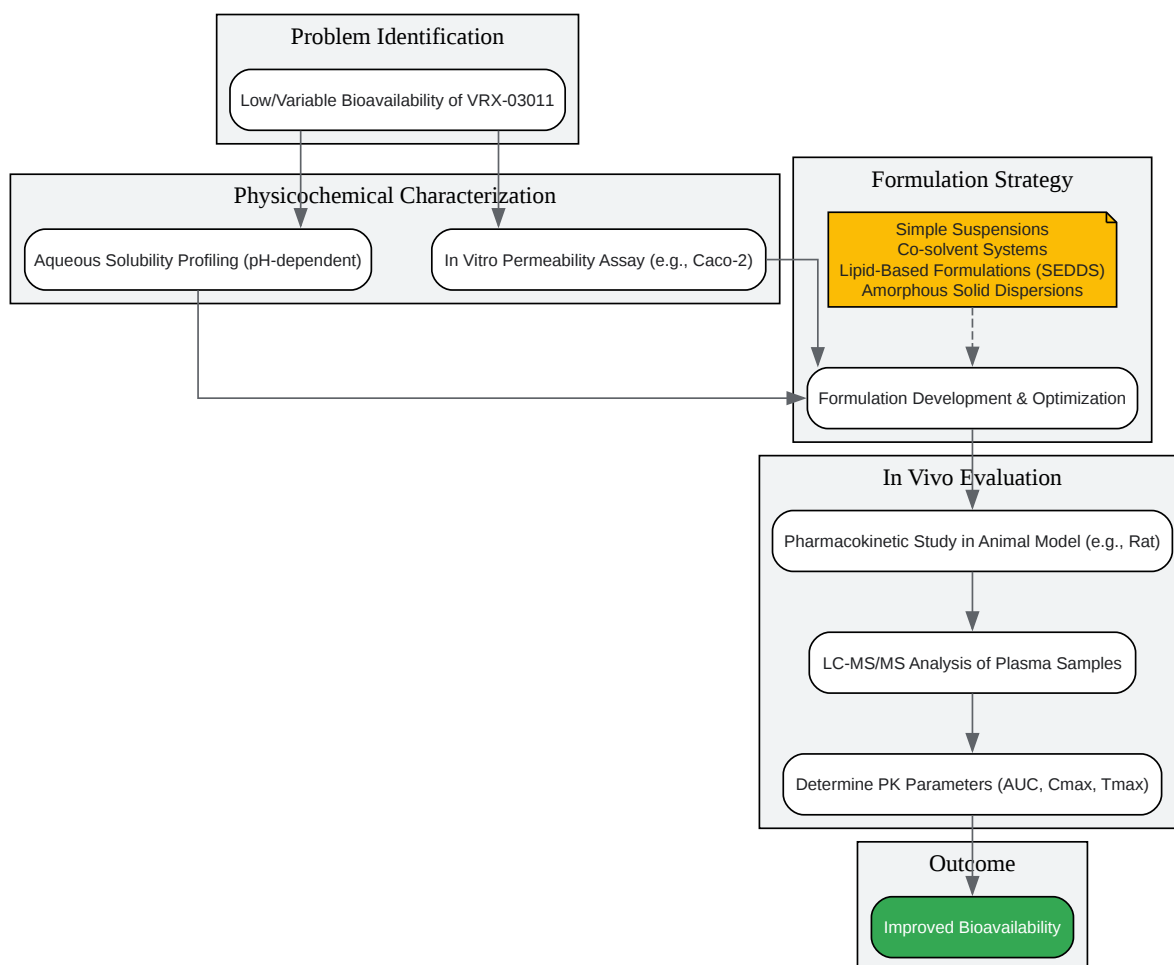 Problem Identification
Low/Variable Bioavailability of VRX-03011
Physicochemical Characterization
Aqueous Solubility Profiling (pH-dependent)
In Vitro Permeability Assay (e.g., Caco-2)
Formulation Strategy
Simple Suspensions
Co-solvent Systems
Lipid-Based Formulations (SEDDS)
Amorphous Solid Dispersions
Formulation Development & Optimization
In Vivo Evaluation
Pharmacokinetic Study in Animal Model (e.g., Rat)
LC-MS/MS Analysis of Plasma Samples
Determine PK Parameters (AUC, Cmax, Tmax)
Outcome
Improved Bioavailability